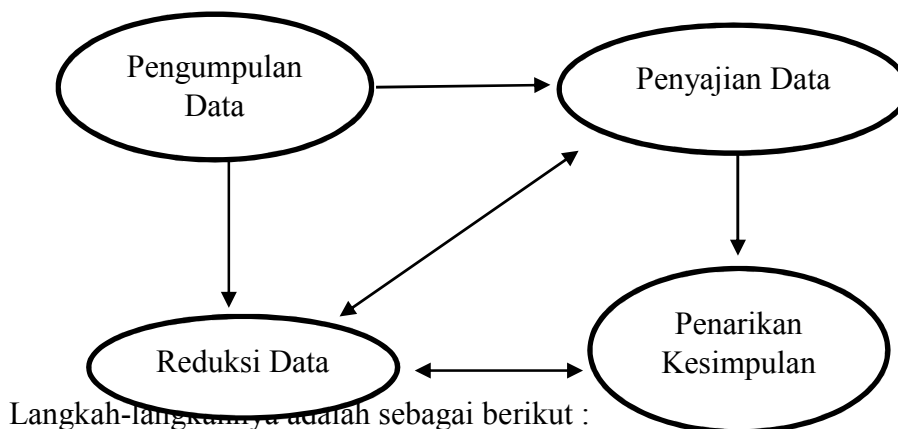 Pengumpulan
Data
Penyajian Data
Reduksi Data
Penarikan
Kesimpulan
Langkah-langkahnya adalah sebagai berikut :